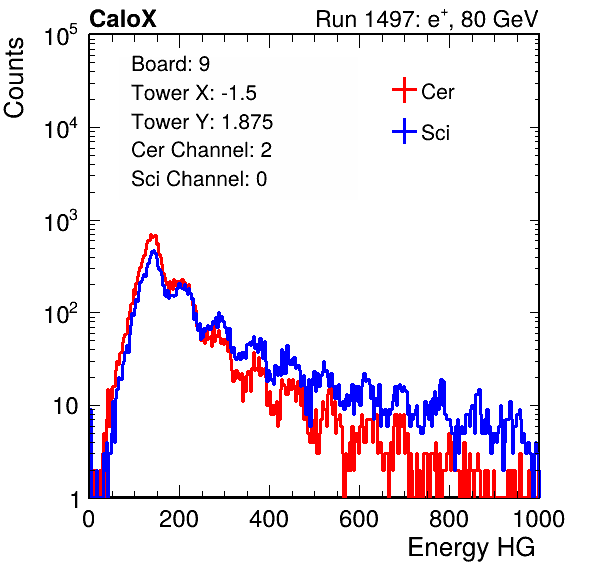 CaloX Run 1497: e⁺, 80 GeV
Counts
10⁵
10⁴
10³
10²
10
1
Board: 9
Tower X: -1.5
Tower Y: 1.875
Cer Channel: 2
Sci Channel: 0
Cer
Sci
0 200 400 600 800 1000
Energy HG